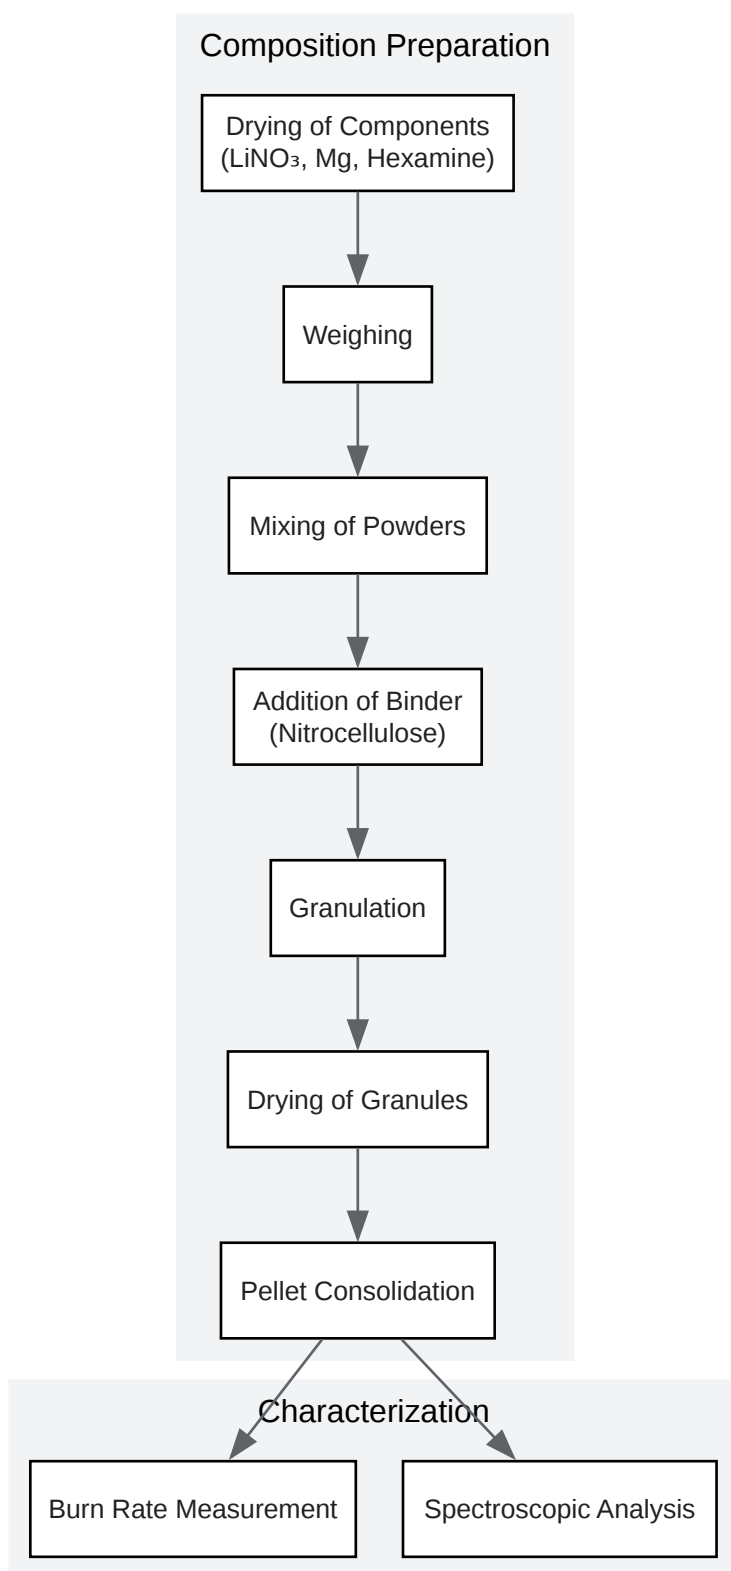 Composition Preparation
Drying of Components
(LiNO₃, Mg, Hexamine)
Weighing
Mixing of Powders
Addition of Binder
(Nitrocellulose)
Granulation
Drying of Granules
Pellet Consolidation
Characterization
Burn Rate Measurement
Spectroscopic Analysis